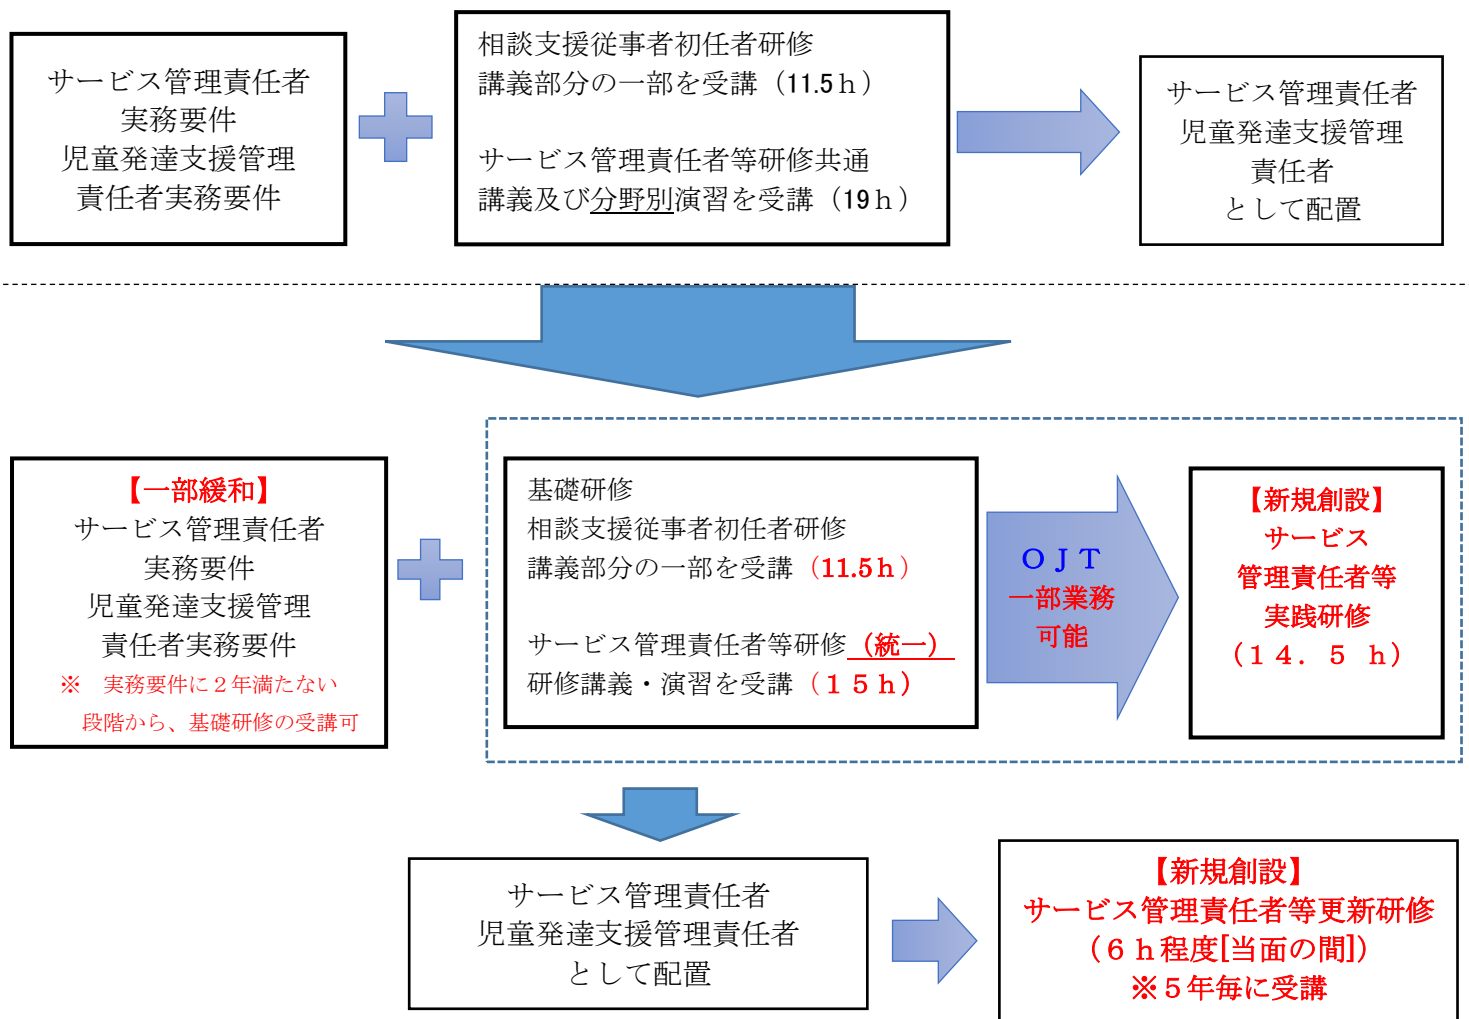 サービス管理責任者
実務要件
児童発達支援管理
責任者実務要件
相談支援従事者初任者研修
講義部分の一部を受講（11.5ｈ）
サービス管理責任者等研修共通
講義及び分野別演習を受講（19ｈ）
サービス管理責任者
児童発達支援管理
責任者
として配置
【一部緩和】
サービス管理責任者
実務要件
児童発達支援管理
責任者実務要件
※　実務要件に２年満たない
段階から、基礎研修の受講可
基礎研修
相談支援従事者初任者研修
講義部分の一部を受講（11.5ｈ）
サービス管理責任者等研修（統一）
研修講義・演習を受講（１５ｈ）
ＯＪＴ
一部業務
可能
【新規創設】
サービス
管理責任者等
実践研修
（１４．５ ｈ）
サービス管理責任者
児童発達支援管理責任者
として配置
【新規創設】
サービス管理責任者等更新研修
（６ｈ程度[当面の間]）
※５年毎に受講